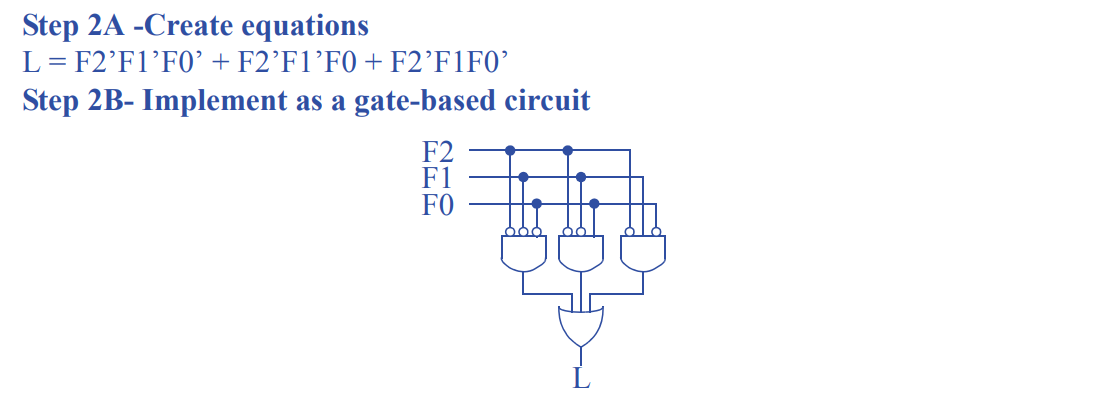 Step 2A -Create equations
L = F2’F1’F0’ + F2’F1’F0 + F2’F1F0’
Step 2B- Implement as a gate-based circuit
F2
F1
F0
L